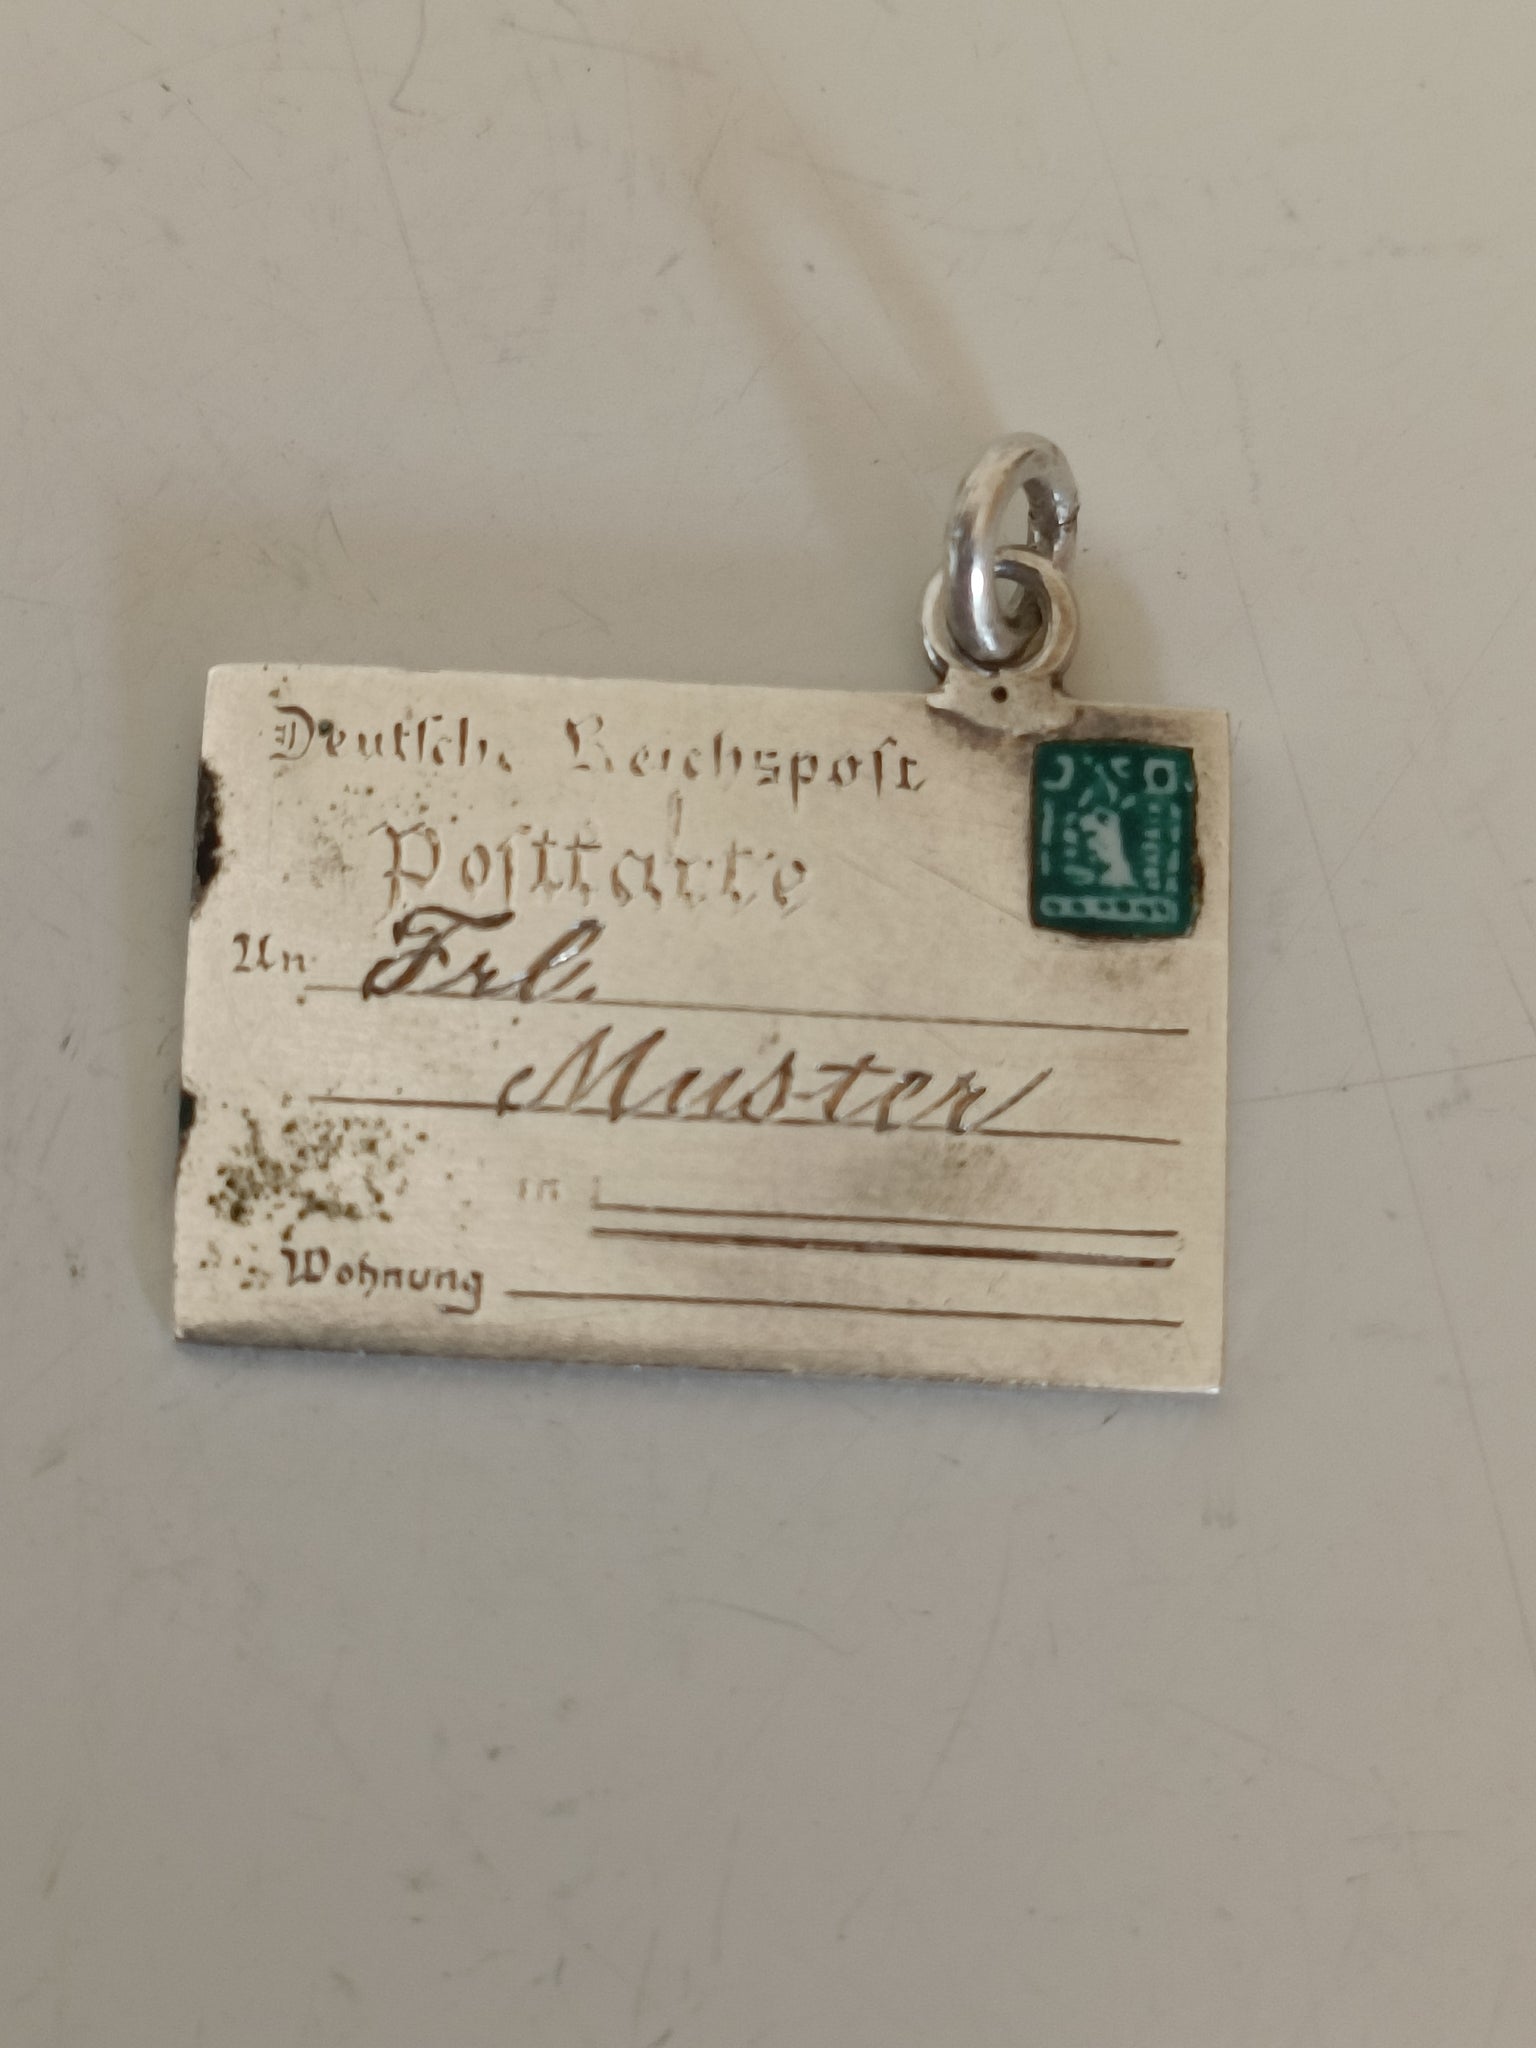 Deutsche Reichspost
Postkarte
An Frl.
Muster
in
Wohnung